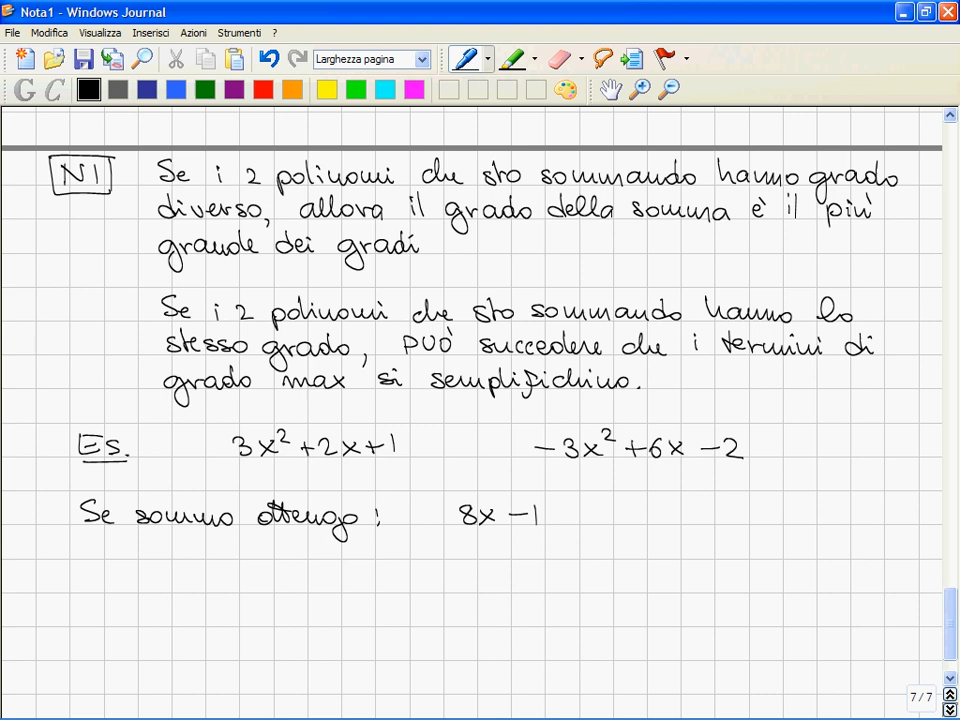 Nota1 - Windows Journal
File Modifica Visualizza Inserisci Azioni Strumenti ?
Larghezza pagina
G C
N1 Se i 2 polinomi che sto sommando hanno grado
diverso, allora il grado della somma è il più
grande dei gradi
Se i 2 polinomi che sto sommando hanno lo
stesso grado, PUÒ succedere che i termini di
grado max si semplifichino.
ES. 3x²+2x+1 -3x²+6x-2
Se sommo ottengo: 8x-1
7/7